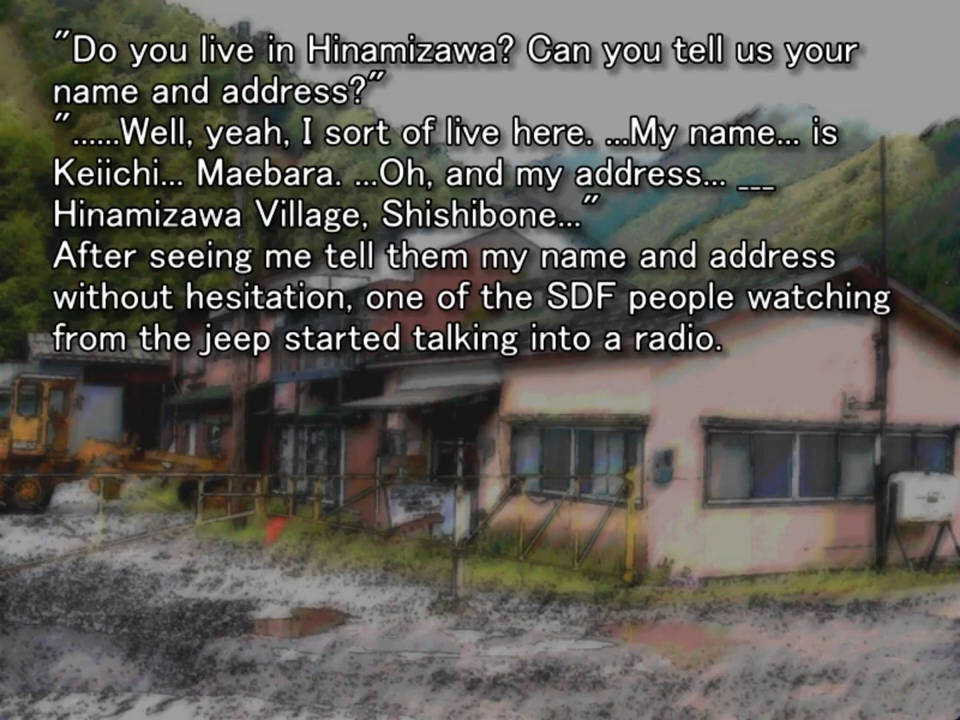 "Do you live in Hinamizawa? Can you tell us your
name and address?"
"......Well, yeah, I sort of live here. ...My name... is
Keiichi... Maebara. ...Oh, and my address... ___
Hinamizawa Village, Shishibone..."
After seeing me tell them my name and address
without hesitation, one of the SDF people watching
from the jeep started talking into a radio.